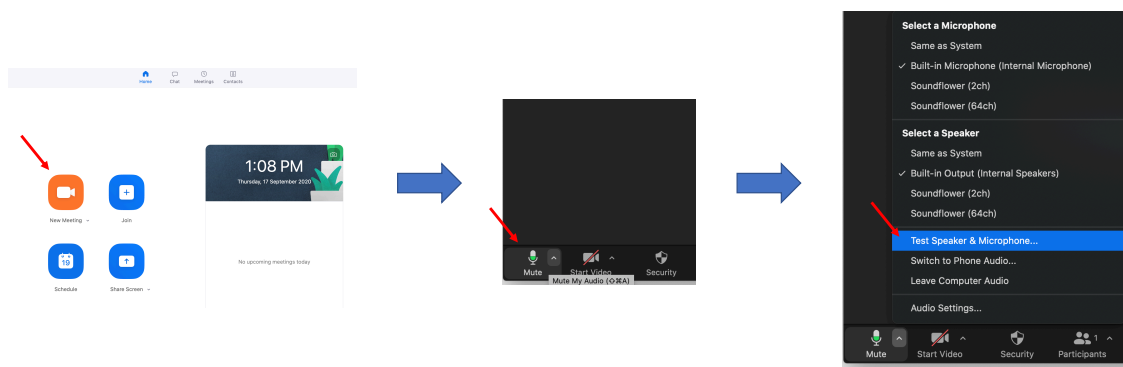 Home Chat Meetings Contacts
1:08 PM
Thursday, 17 September 2020
New Meeting
Join
19
Schedule
Share Screen
No upcoming meetings today
Mute
Start Video
Security
Mute My Audio (⇧⌘A)
Select a Microphone
Same as System
✓ Built-in Microphone (Internal Microphone)
Soundflower (2ch)
Soundflower (64ch)
Select a Speaker
Same as System
✓ Built-in Output (Internal Speakers)
Soundflower (2ch)
Soundflower (64ch)
Test Speaker & Microphone...
Switch to Phone Audio...
Leave Computer Audio
Audio Settings...
1
Mute Start Video Security Participants